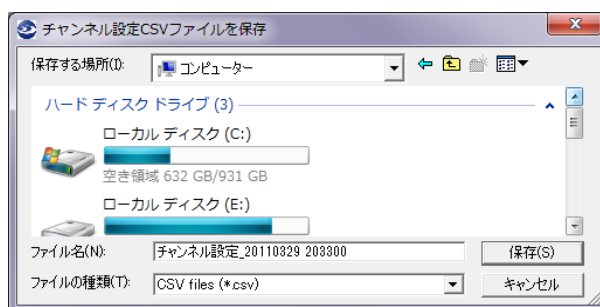 チャンネル設定CSVファイルを保存
保存する場所(I):
コンピューター
ハード ディスク ドライブ (3)
ローカル ディスク (C:)
空き領域 632 GB/931 GB
ローカル ディスク (E:)
ファイル名(N):
チャンネル設定_20110329 203300
保存(S)
ファイルの種類(T):
CSV files (*.csv)
キャンセル